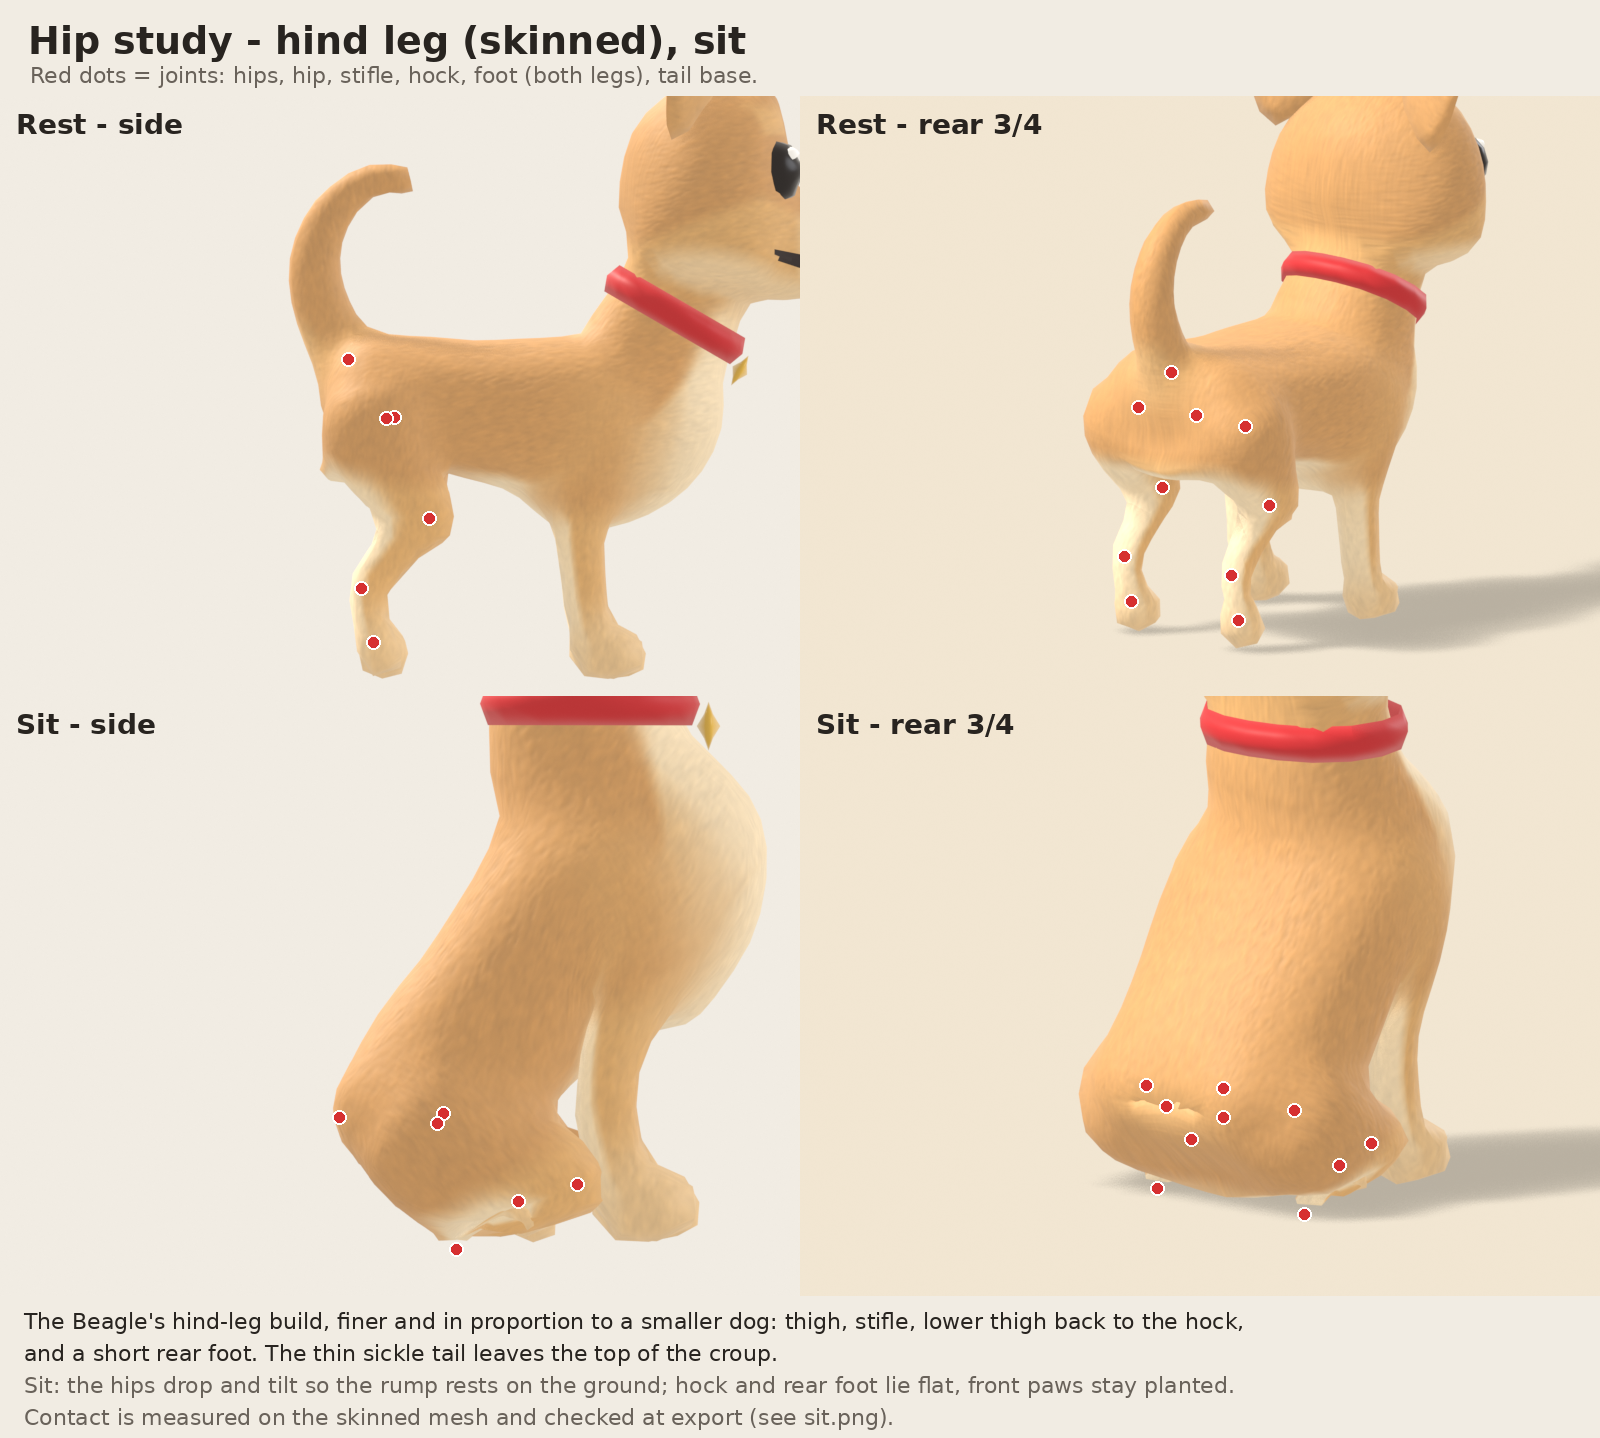 Hip study - hind leg (skinned), sit
Red dots = joints: hips, hip, stifle, hock, foot (both legs), tail base.
Rest - side
Rest - rear 3/4
Sit - side
Sit - rear 3/4
The Beagle's hind-leg build, finer and in proportion to a smaller dog: thigh, stifle, lower thigh back to the hock,
and a short rear foot. The thin sickle tail leaves the top of the croup.
Sit: the hips drop and tilt so the rump rests on the ground; hock and rear foot lie flat, front paws stay planted.
Contact is measured on the skinned mesh and checked at export (see sit.png).